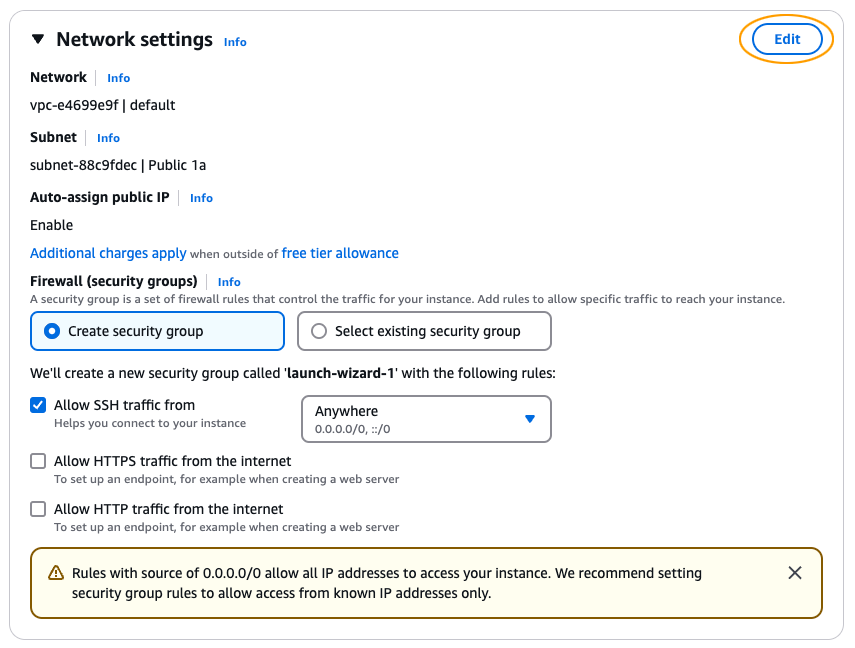 Network settings Info
Edit
Network Info
vpc-e4699e9f | default
Subnet Info
subnet-88c9fdec | Public 1a
Auto-assign public IP Info
Enable
Additional charges apply when outside of free tier allowance
Firewall (security groups) Info
A security group is a set of firewall rules that control the traffic for your instance. Add rules to allow specific traffic to reach your instance.
Create security group
Select existing security group
We'll create a new security group called 'launch-wizard-1' with the following rules:
Allow SSH traffic from
Helps you connect to your instance
Anywhere
0.0.0.0/0, ::/0
Allow HTTPS traffic from the internet
To set up an endpoint, for example when creating a web server
Allow HTTP traffic from the internet
To set up an endpoint, for example when creating a web server
Rules with source of 0.0.0.0/0 allow all IP addresses to access your instance. We recommend setting
security group rules to allow access from known IP addresses only.